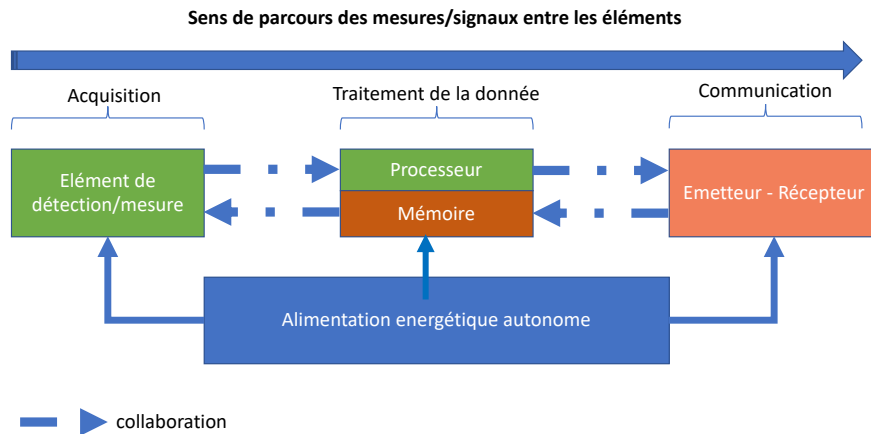 Sens de parcours des mesures/signaux entre les éléments
Acquisition
Traitement de la donnée
Communication
Elément de
détection/mesure
Processeur
Mémoire
Emetteur - Récepteur
Alimentation energétique autonome
collaboration